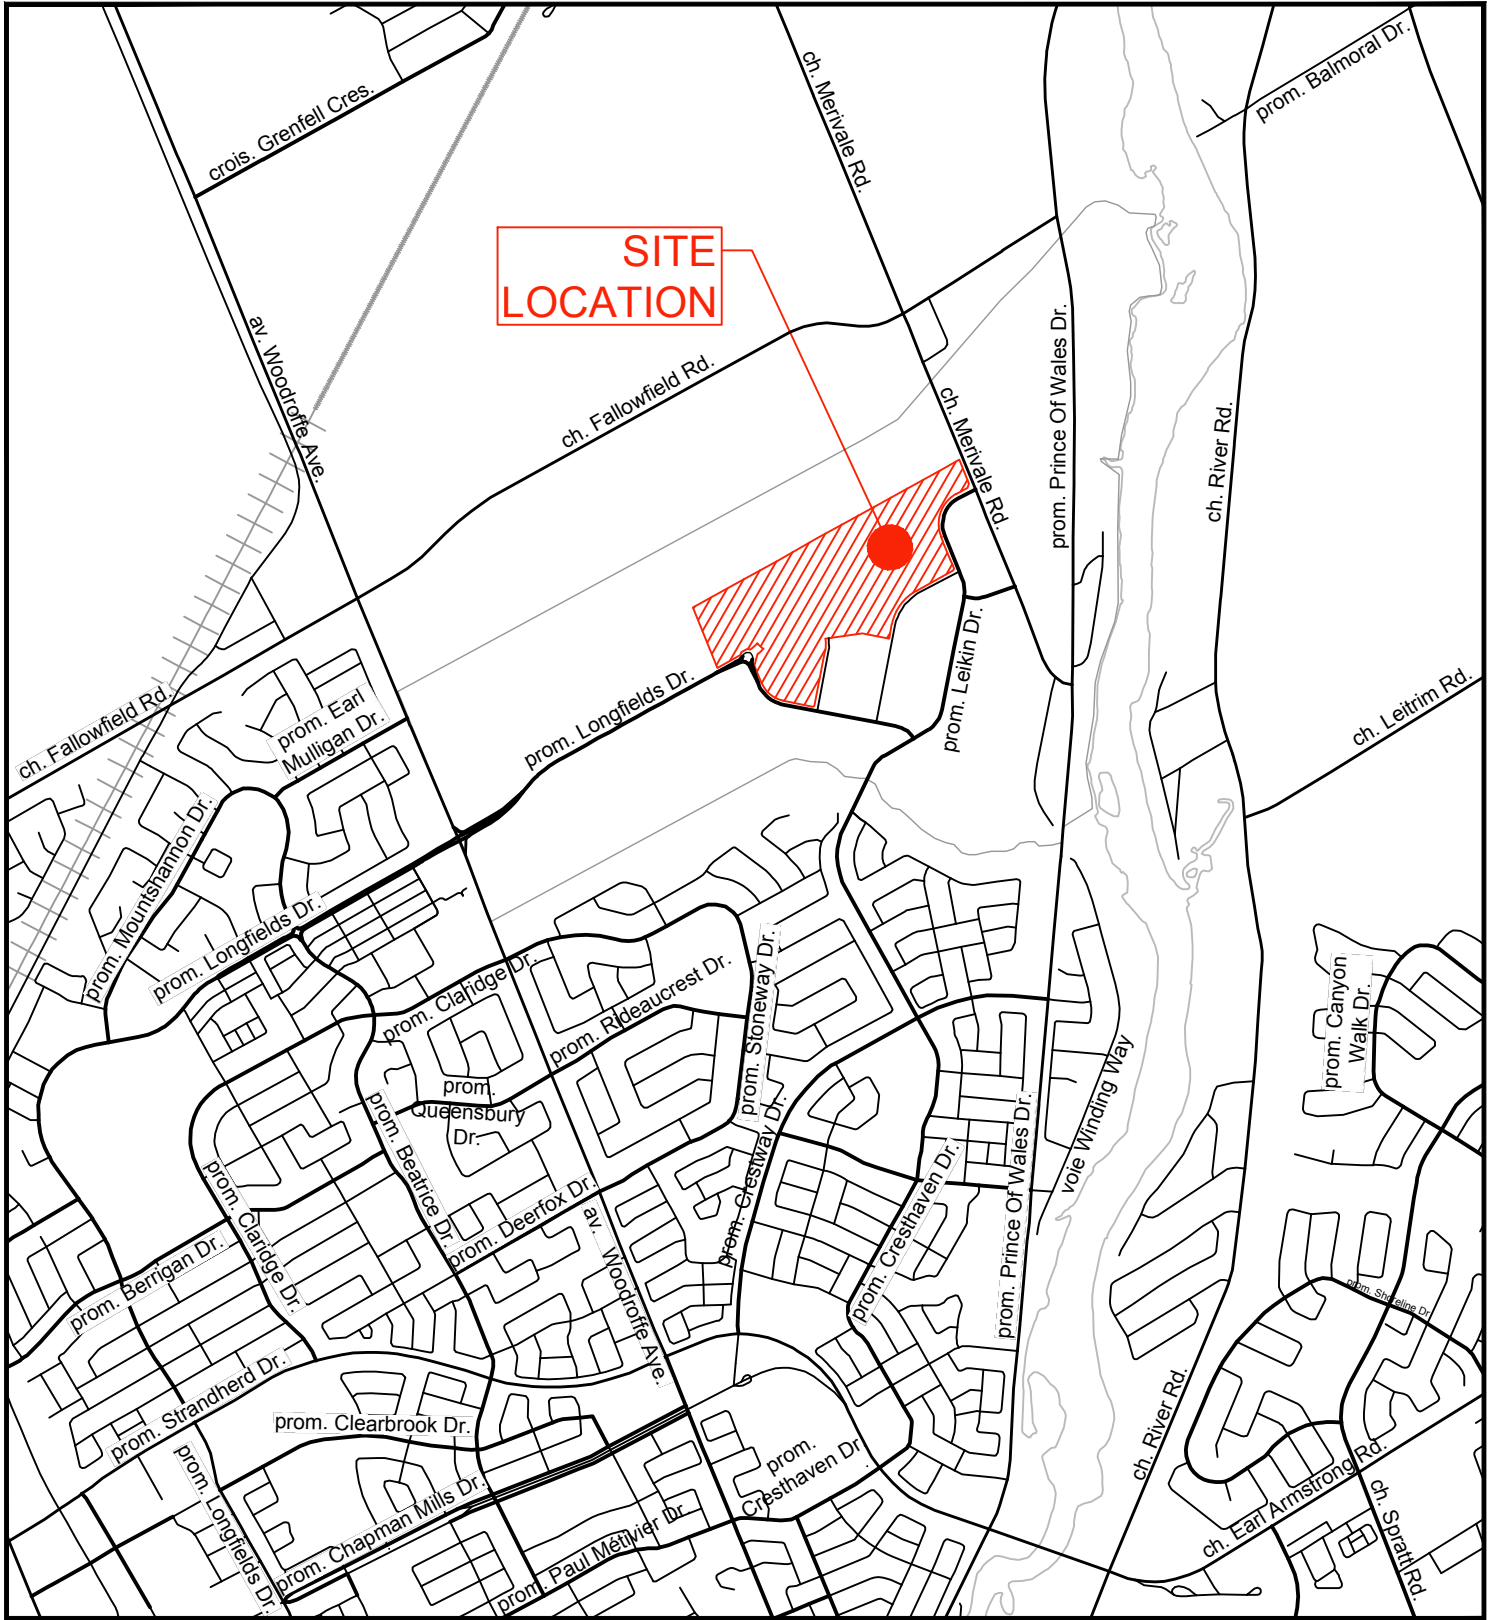 crois. Grenfell Cres.
ch. Merivale Rd.
prom. Balmoral Dr.
SITE
LOCATION
av. Woodroffe Ave.
ch. Fallowfield Rd.
ch. Merivale Rd.
prom. Prince Of Wales Dr.
ch. River Rd.
ch. Fallowfield Rd.
prom. Earl
Mulligan Dr.
prom. Longfields Dr.
prom. Leikin Dr.
ch. Leitrim Rd.
prom. Mountshannon Dr.
prom. Longfields Dr.
prom. Claridge Dr.
prom. Rideaucrest Dr.
prom. Stoneway Dr.
prom. Canyon
Walk Dr.
prom.
Queensbury
Dr.
prom. Beatrice Dr.
prom. Crestway Dr.
voie Winding Way
prom. Prince Of Wales Dr.
prom. Claridge Dr.
prom. Deerfox Dr.
prom. Cresthaven Dr.
prom. Berrigan Dr.
av. Woodroffe Ave.
prom. Shoreline Dr.
prom. Strandherd Dr.
prom. Clearbrook Dr.
ch. River Rd.
prom.
Cresthaven Dr.
prom. Longfields Dr.
prom. Chapman Mills Dr.
prom. Paul Métivier Dr.
ch. Earl Armstrong Rd.
ch. Spratt Rd.